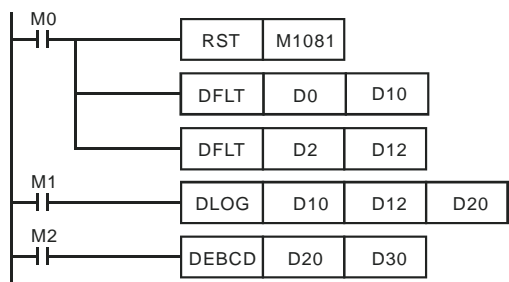 M0
RST M1081
DFLT D0 D10
DFLT D2 D12
M1
DLOG D10 D12 D20
M2
DEBCD D20 D30